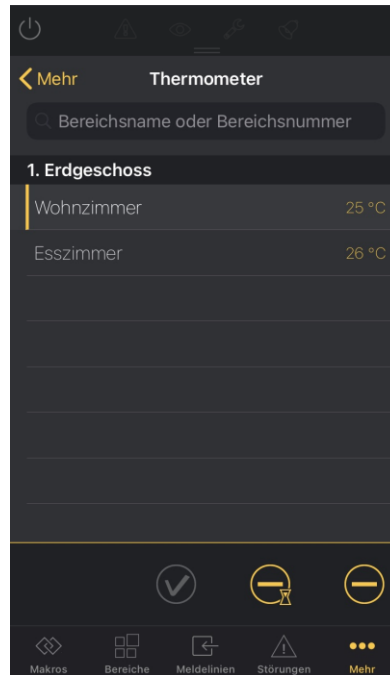 Mehr
Thermometer
Bereichsname oder Bereichsnummer
1. Erdgeschoss
Wohnzimmer 25 °C
Esszimmer 26 °C
Makros Bereiche Meldelinien Störungen Mehr